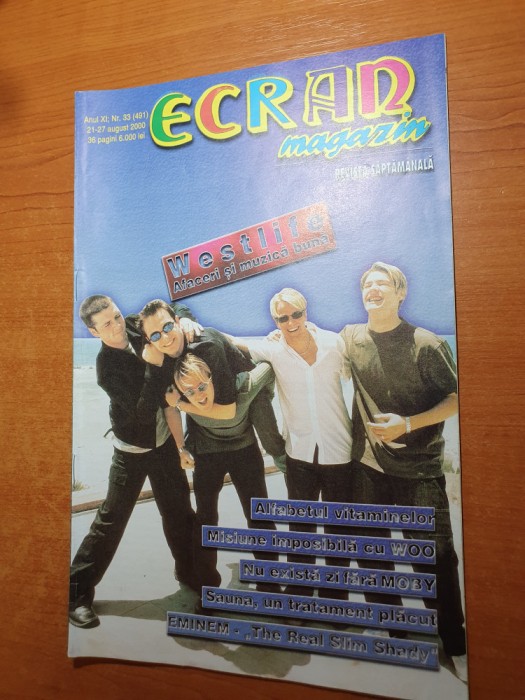 Anul XI, Nr. 33 (491)
21-27 august 2000
36 pagini 6.000 lei
ECRAN
magazin
REVISTĂ SĂPTĂMÂNALĂ
Westlife
Afaceri și muzică bună
Alfabetul vitaminelor
Misiune imposibilă cu WOO
Nu există zi fără MOBY
Sauna, un tratament plăcut
EMINEM - „The Real Slim Shady"